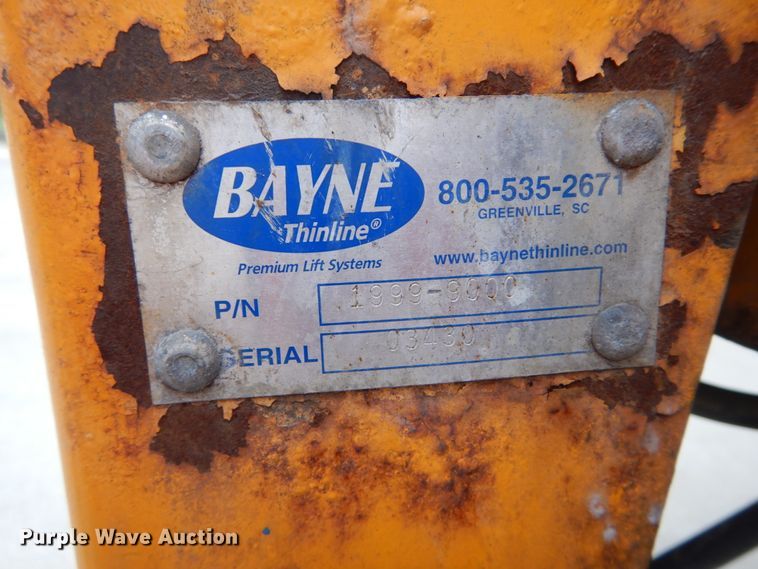 BAYNE
Thinline®
Premium Lift Systems
800-535-2671
GREENVILLE, SC
www.baynethinline.com
P/N 1999-9000
SERIAL 03430
Purple Wave Auction®